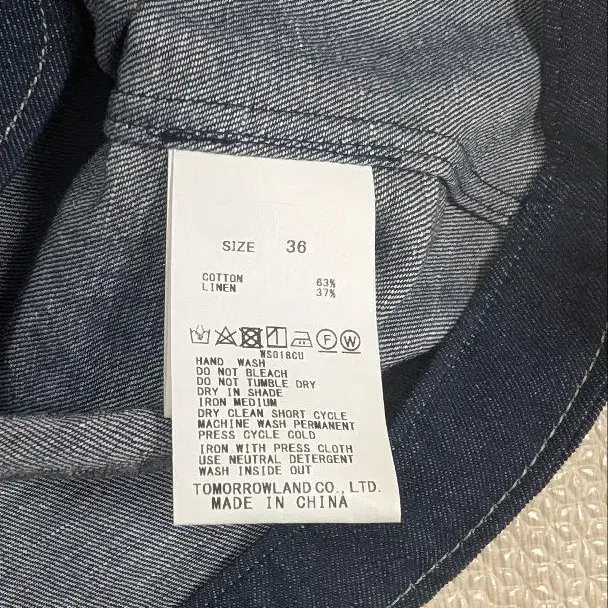 SIZE 36
COTTON 63%
LINEN 37%
F W
WS018CU
HAND WASH
DO NOT BLEACH
DO NOT TUMBLE DRY
DRY IN SHADE
IRON MEDIUM
DRY CLEAN SHORT CYCLE
MACHINE WASH PERMANENT
PRESS CYCLE COLD
IRON WITH PRESS CLOTH
USE NEUTRAL DETERGENT
WASH INSIDE OUT
TOMORROWLAND CO., LTD.
MADE IN CHINA